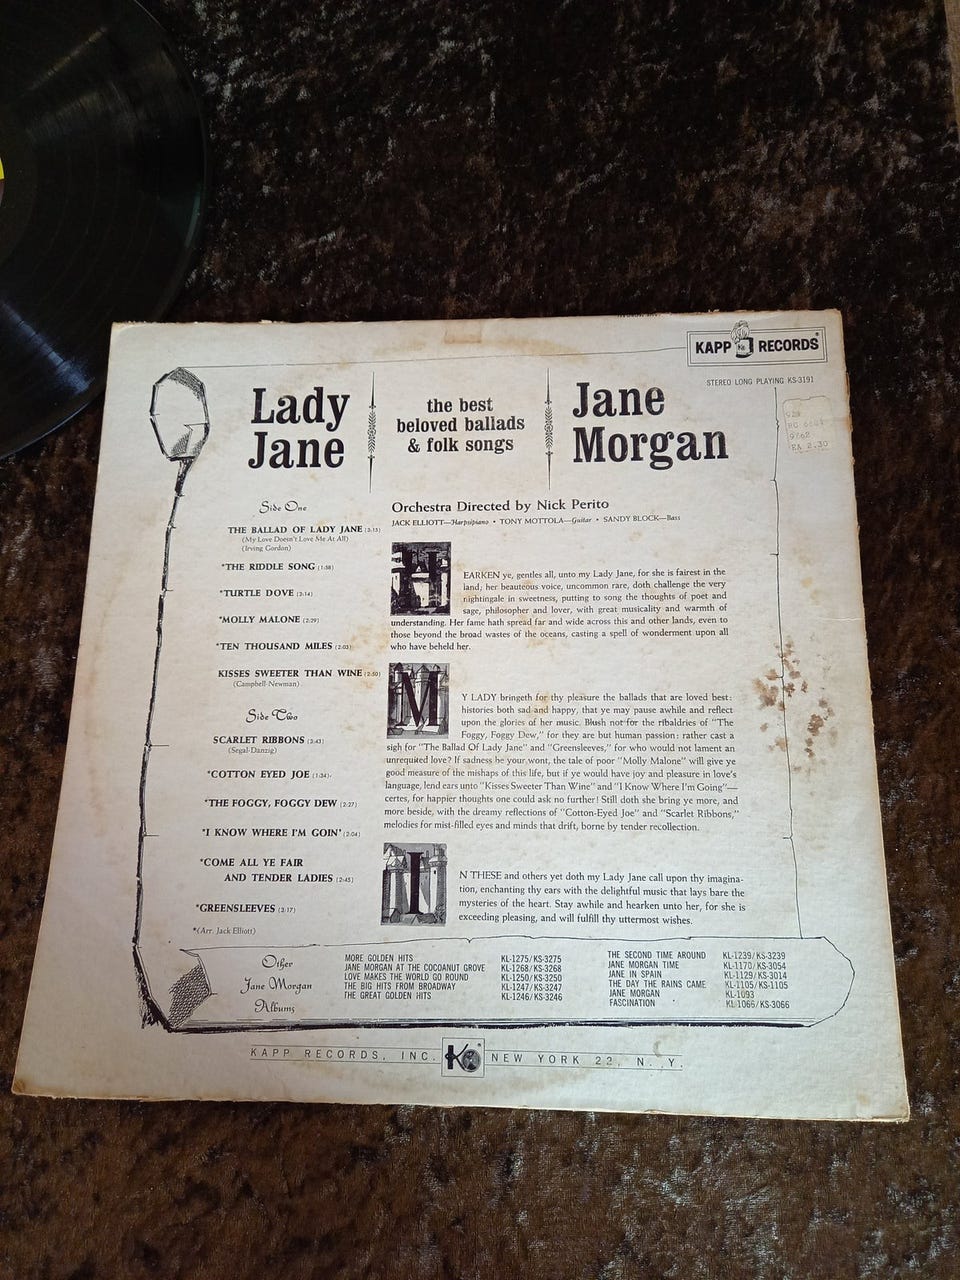 KAPP RECORDS
STEREO LONG PLAYING KS-3191
Lady
Jane
the best
beloved ballads
& folk songs
Jane
Morgan
EA 2.30
Side One
THE BALLAD OF LADY JANE (3:15)
(My Love Doesn't Love Me At All)
(Irving Gordon)
*THE RIDDLE SONG (1:58)
*TURTLE DOVE (2:14)
*MOLLY MALONE (2:29)
*TEN THOUSAND MILES (2:03)
KISSES SWEETER THAN WINE (2:50)
(Campbell-Newman)
Side Two
SCARLET RIBBONS (3:43)
(Segal-Danzig)
*COTTON EYED JOE (1:34)
*THE FOGGY, FOGGY DEW (2:27)
*I KNOW WHERE I'M GOIN' (2:04)
*COME ALL YE FAIR
AND TENDER LADIES (2:45)
*GREENSLEEVES (3:17)
*(Arr. Jack Elliott)
Orchestra Directed by Nick Perito
JACK ELLIOTT—Harpsipiano • TONY MOTTOLA—Guitar • SANDY BLOCK—Bass
HEARKEN ye, gentles all, unto my Lady Jane, for she is fairest in the
land; her beauteous voice, uncommon rare, doth challenge the very
nightingale in sweetness, putting to song the thoughts of poet and
sage, philosopher and lover, with great musicality and warmth of
understanding. Her fame hath spread far and wide across this and other lands, even to
those beyond the broad wastes of the oceans, casting a spell of wonderment upon all
who have beheld her.
MY LADY bringeth for thy pleasure the ballads that are loved best:
histories both sad and happy, that ye may pause awhile and reflect
upon the glories of her music. Blush not for the ribaldries of "The
Foggy, Foggy Dew," for they are but human passion: rather cast a
sigh for "The Ballad Of Lady Jane" and "Greensleeves," for who would not lament an
unrequited love? If sadness be your wont, the tale of poor "Molly Malone" will give ye
good measure of the mishaps of this life, but if ye would have joy and pleasure in love's
language, lend ears unto "Kisses Sweeter Than Wine" and "I Know Where I'm Going"—
certes, for happier thoughts one could ask no further! Still doth she bring ye more, and
more beside, with the dreamy reflections of "Cotton-Eyed Joe" and "Scarlet Ribbons,"
melodies for mist-filled eyes and minds that drift, borne by tender recollection.
IN THESE and others yet doth my Lady Jane call upon thy imagina-
tion, enchanting thy ears with the delightful music that lays bare the
mysteries of the heart. Stay awhile and hearken unto her, for she is
exceeding pleasing, and will fulfill thy uttermost wishes.
Other
Jane Morgan
Albums
MORE GOLDEN HITS KL-1275/KS-3275
JANE MORGAN AT THE COCOANUT GROVE KL-1268/KS-3268
LOVE MAKES THE WORLD GO ROUND KL-1250/KS-3250
THE BIG HITS FROM BROADWAY KL-1247/KS-3247
THE GREAT GOLDEN HITS KL-1246/KS-3246
THE SECOND TIME AROUND KL-1239/KS-3239
JANE MORGAN TIME KL-1170/KS-3054
JANE IN SPAIN KL-1129/KS-3014
THE DAY THE RAINS CAME KL-1105/KS-1105
JANE MORGAN KL-1093
FASCINATION KL-1066/KS-3066
KAPP RECORDS, INC. K NEW YORK 22, N. Y.